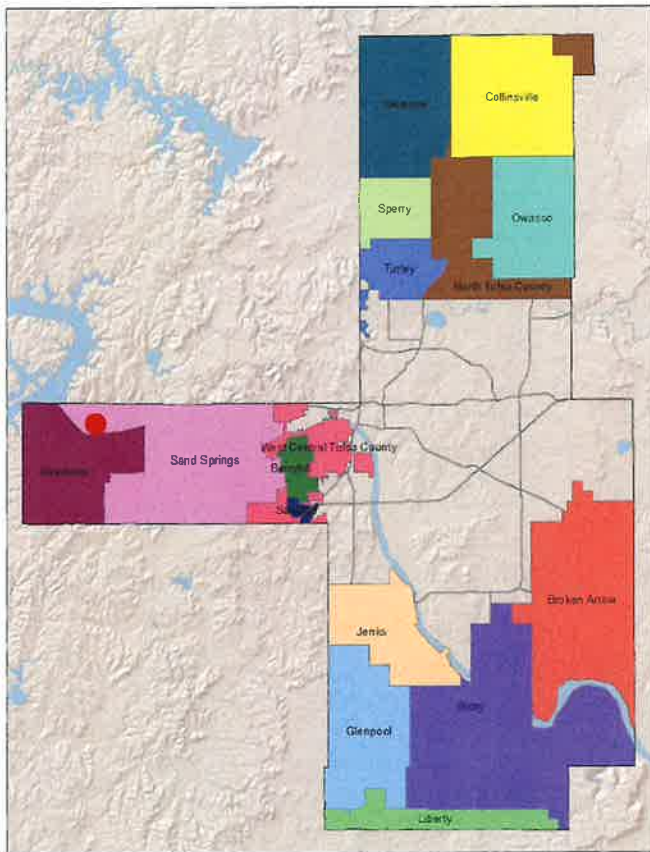 Collinsville
Sperry
Owasso
Turley
North Tulsa County
West Central Tulsa County
Sand Springs
Berryhill
Broken Arrow
Jenks
Bixby
Glenpool
Liberty